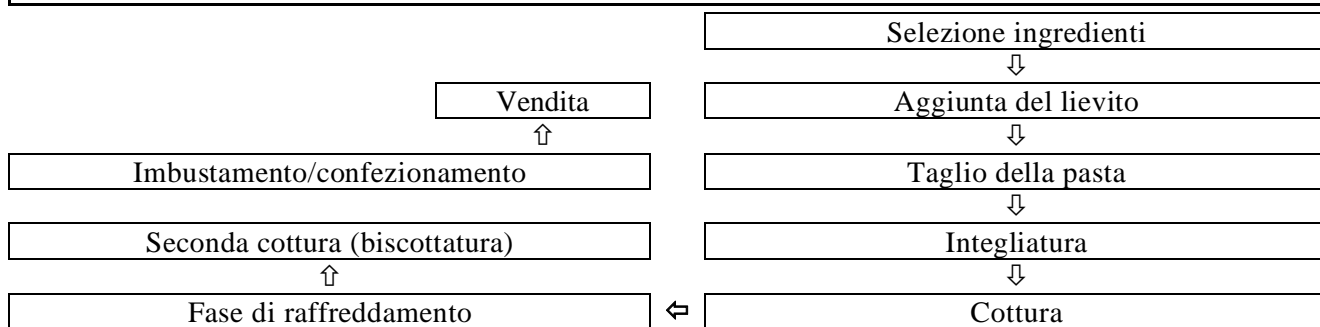 Selezione ingredienti
⇩
Vendita
Aggiunta del lievito
⇧
⇩
Imbustamento/confezionamento
Taglio della pasta
⇩
Seconda cottura (biscottatura)
Integliatura
⇧
⇩
Fase di raffreddamento
⇦
Cottura